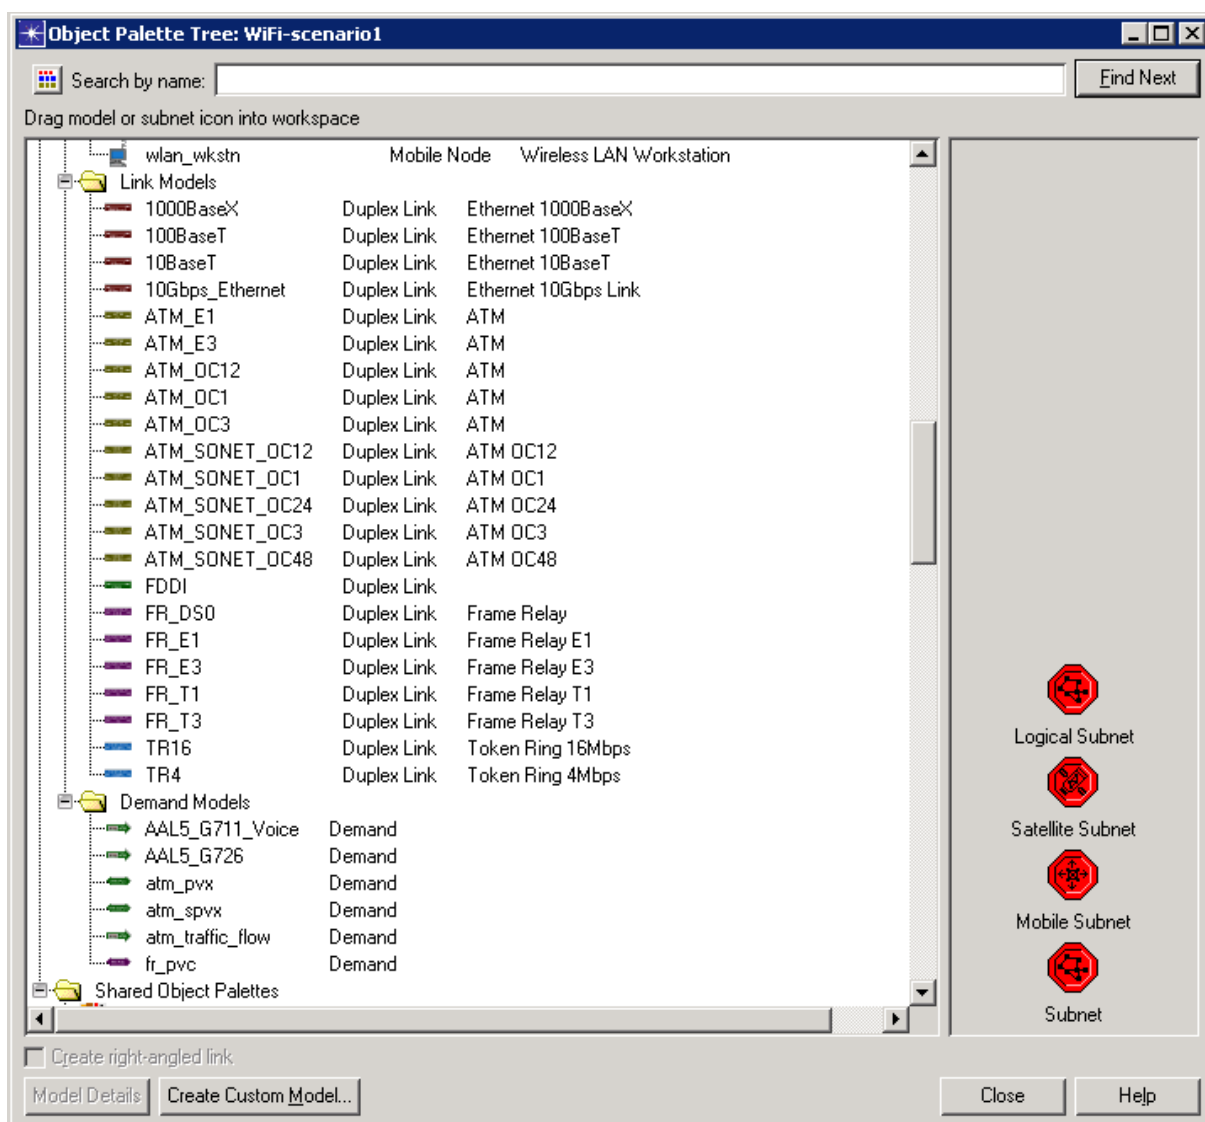 Object Palette Tree: WiFi-scenario1
Search by name:
Find Next
Drag model or subnet icon into workspace
wlan_wkstn Mobile Node Wireless LAN Workstation
Link Models
1000BaseX Duplex Link Ethernet 1000BaseX
100BaseT Duplex Link Ethernet 100BaseT
10BaseT Duplex Link Ethernet 10BaseT
10Gbps_Ethernet Duplex Link Ethernet 10Gbps Link
ATM_E1 Duplex Link ATM
ATM_E3 Duplex Link ATM
ATM_OC12 Duplex Link ATM
ATM_OC1 Duplex Link ATM
ATM_OC3 Duplex Link ATM
ATM_SONET_OC12 Duplex Link ATM OC12
ATM_SONET_OC1 Duplex Link ATM OC1
ATM_SONET_OC24 Duplex Link ATM OC24
ATM_SONET_OC3 Duplex Link ATM OC3
ATM_SONET_OC48 Duplex Link ATM OC48
FDDI Duplex Link
FR_DS0 Duplex Link Frame Relay
FR_E1 Duplex Link Frame Relay E1
FR_E3 Duplex Link Frame Relay E3
FR_T1 Duplex Link Frame Relay T1
FR_T3 Duplex Link Frame Relay T3
TR16 Duplex Link Token Ring 16Mbps
TR4 Duplex Link Token Ring 4Mbps
Demand Models
AAL5_G711_Voice Demand
AAL5_G726 Demand
atm_pvx Demand
atm_spvx Demand
atm_traffic_flow Demand
fr_pvc Demand
Shared Object Palettes
Logical Subnet
Satellite Subnet
Mobile Subnet
Subnet
Create right-angled link
Model Details
Create Custom Model...
Close
Help